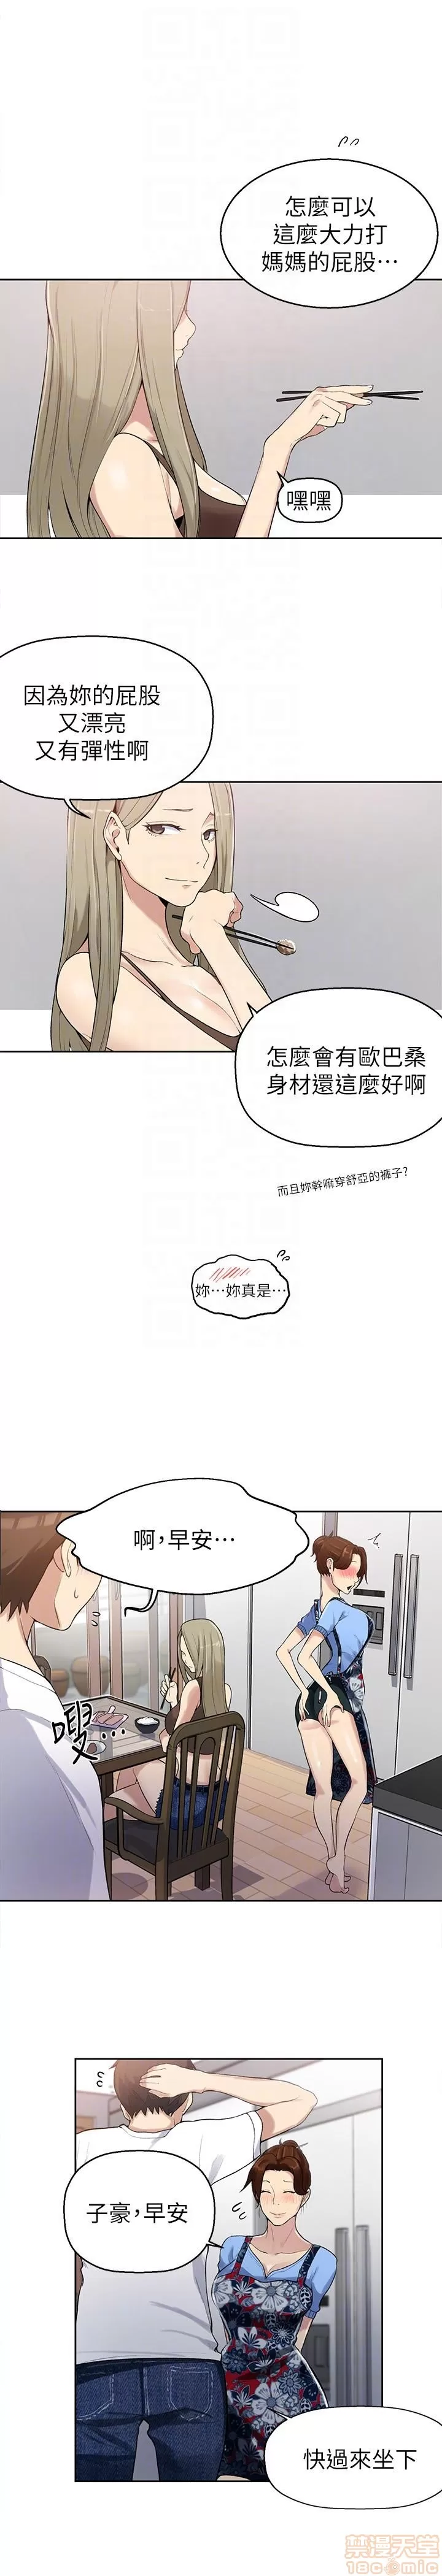 怎麼可以
這麼大力打
媽媽的屁股…
嘿嘿
因為妳的屁股
又漂亮
又有彈性啊
怎麼會有歐巴桑
身材還這麼好啊
而且妳幹嘛穿舒亞的褲子?
妳…妳真是…
啊,早安…
嗖…
子豪,早安
快過來坐下
禁漫天堂
18comic